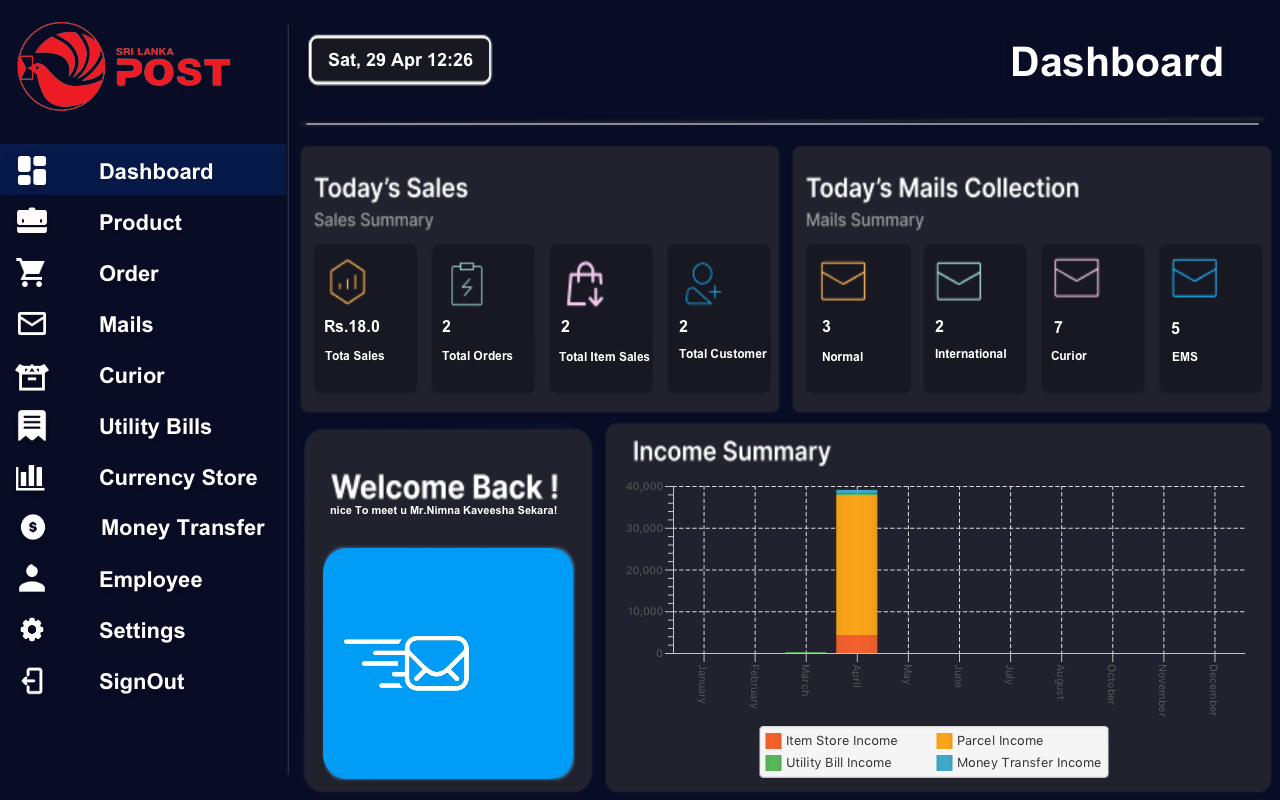 SRI LANKA
POST
Sat, 29 Apr 12:26
Dashboard
Dashboard
Product
Order
Mails
Curior
Utility Bills
Currency Store
Money Transfer
Employee
Settings
SignOut
Today's Sales
Sales Summary
Rs.18.0
Tota Sales
2
Total Orders
2
Total Item Sales
2
Total Customer
Today's Mails Collection
Mails Summary
3
Normal
2
International
7
Curior
5
EMS
Welcome Back !
nice To meet u Mr.Nimna Kaveesha Sekara!
$
Income Summary
40,000
30,000
20,000
10,000
0
January
February
March
April
May
June
July
August
October
November
December
Item Store Income
Parcel Income
Utility Bill Income
Money Transfer Income